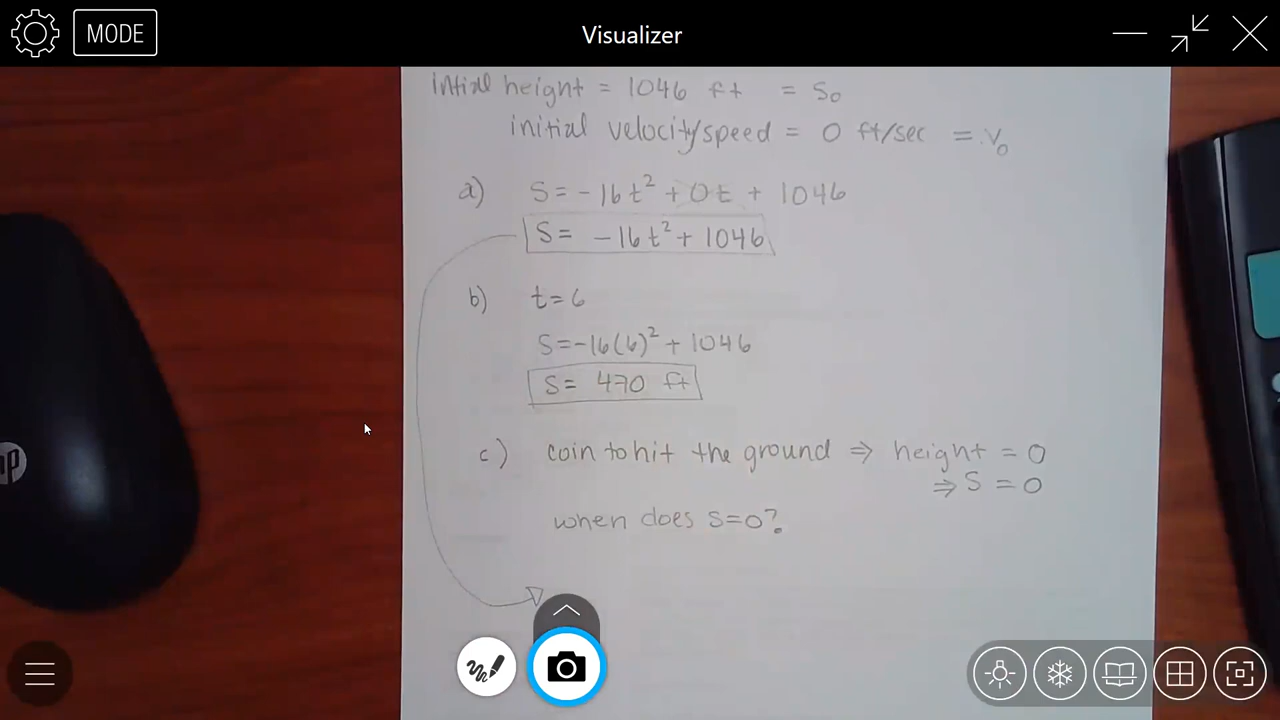 MODE
Visualizer
intial height = 1046 ft = S₀
initial velocity/speed = 0 ft/sec = V₀
a) S = -16t² + 0t + 1046
S = -16t² + 1046
b) t = 6
S = -16(6)² + 1046
S = 470 ft
c) coin to hit the ground ⇒ height = 0
⇒ S = 0
when does S=0?